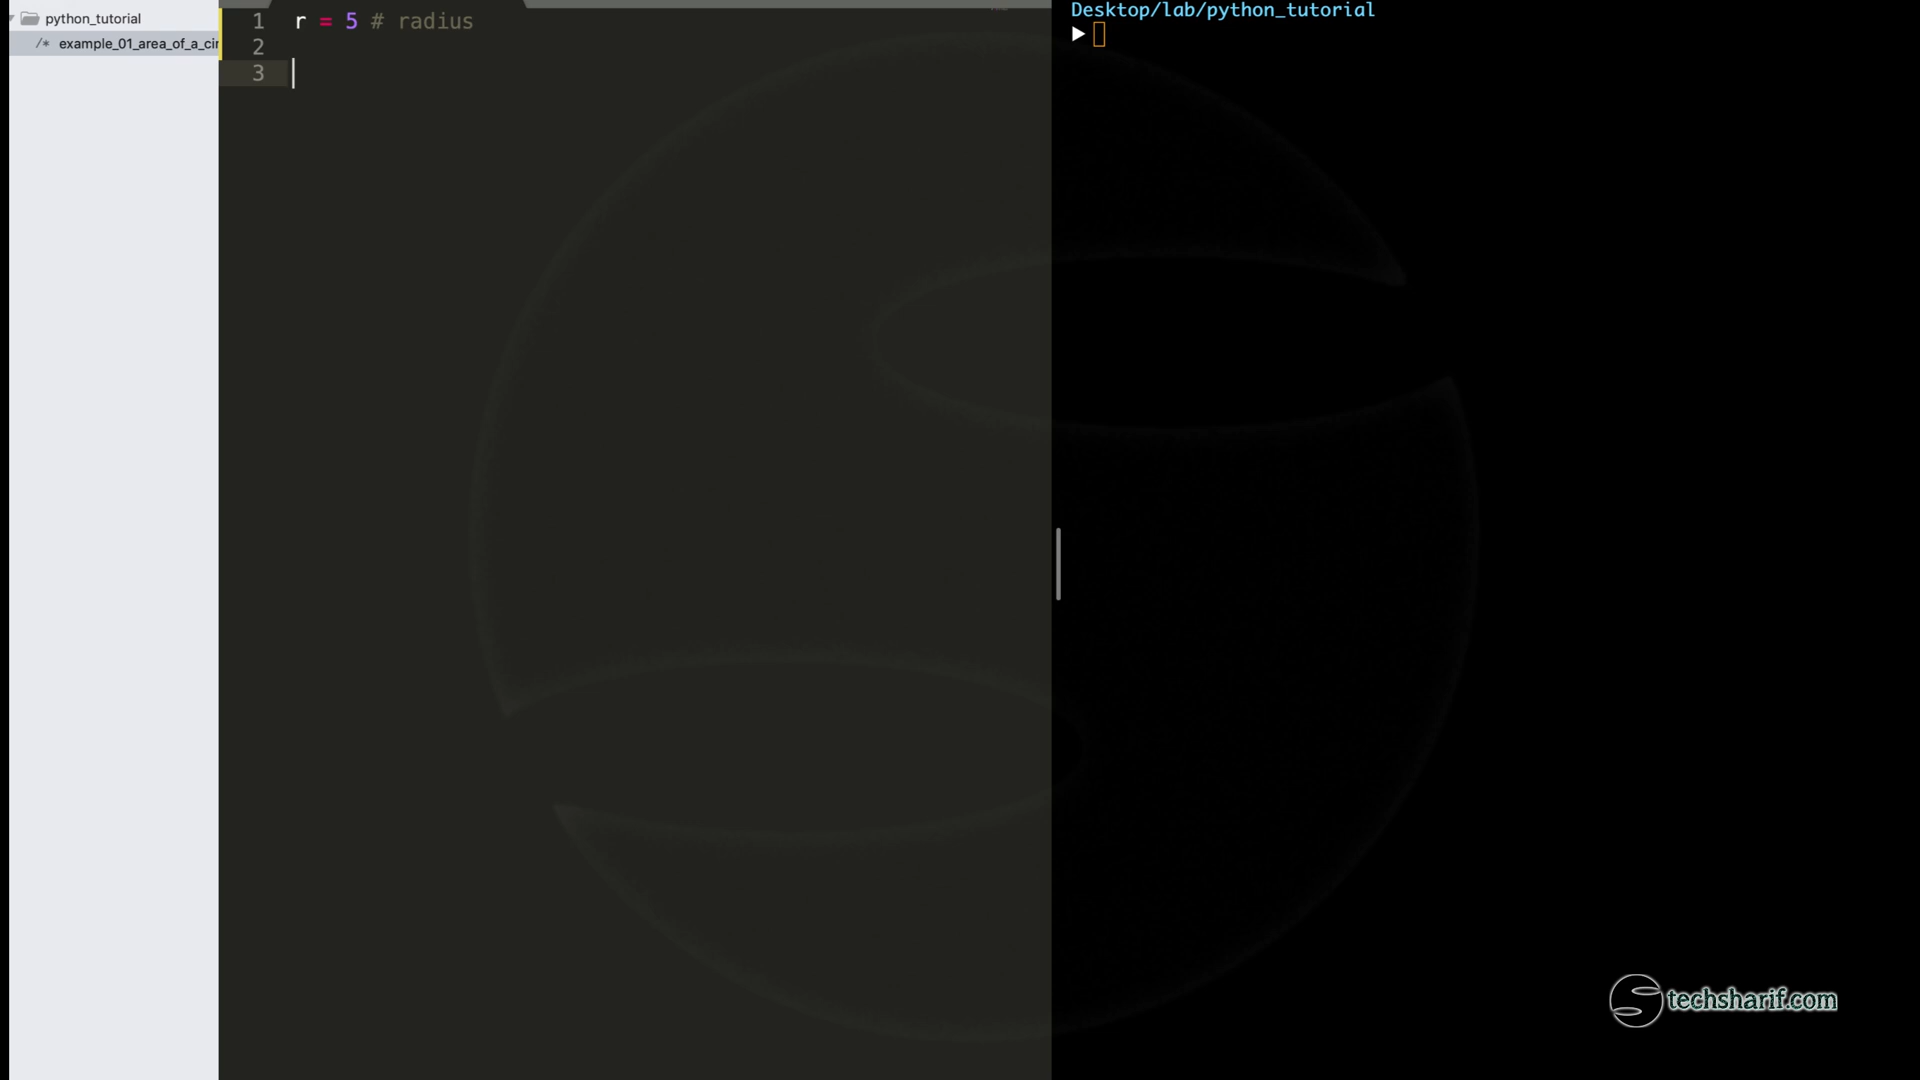 python_tutorial
/* example_01_area_of_a_cir
1 r = 5 # radius
2
3
Desktop/lab/python_tutorial
techsharif.com